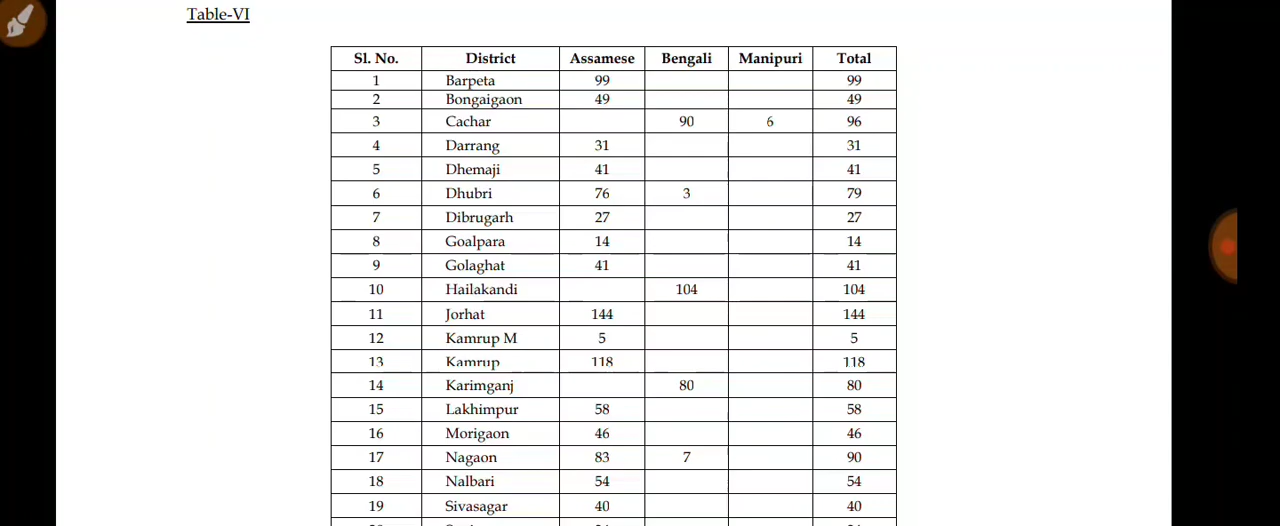 Table-VI
Sl. No. District Assamese Bengali Manipuri Total
1 Barpeta 99 99
2 Bongaigaon 49 49
3 Cachar 90 6 96
4 Darrang 31 31
5 Dhemaji 41 41
6 Dhubri 76 3 79
7 Dibrugarh 27 27
8 Goalpara 14 14
9 Golaghat 41 41
10 Hailakandi 104 104
11 Jorhat 144 144
12 Kamrup M 5 5
13 Kamrup 118 118
14 Karimganj 80 80
15 Lakhimpur 58 58
16 Morigaon 46 46
17 Nagaon 83 7 90
18 Nalbari 54 54
19 Sivasagar 40 40